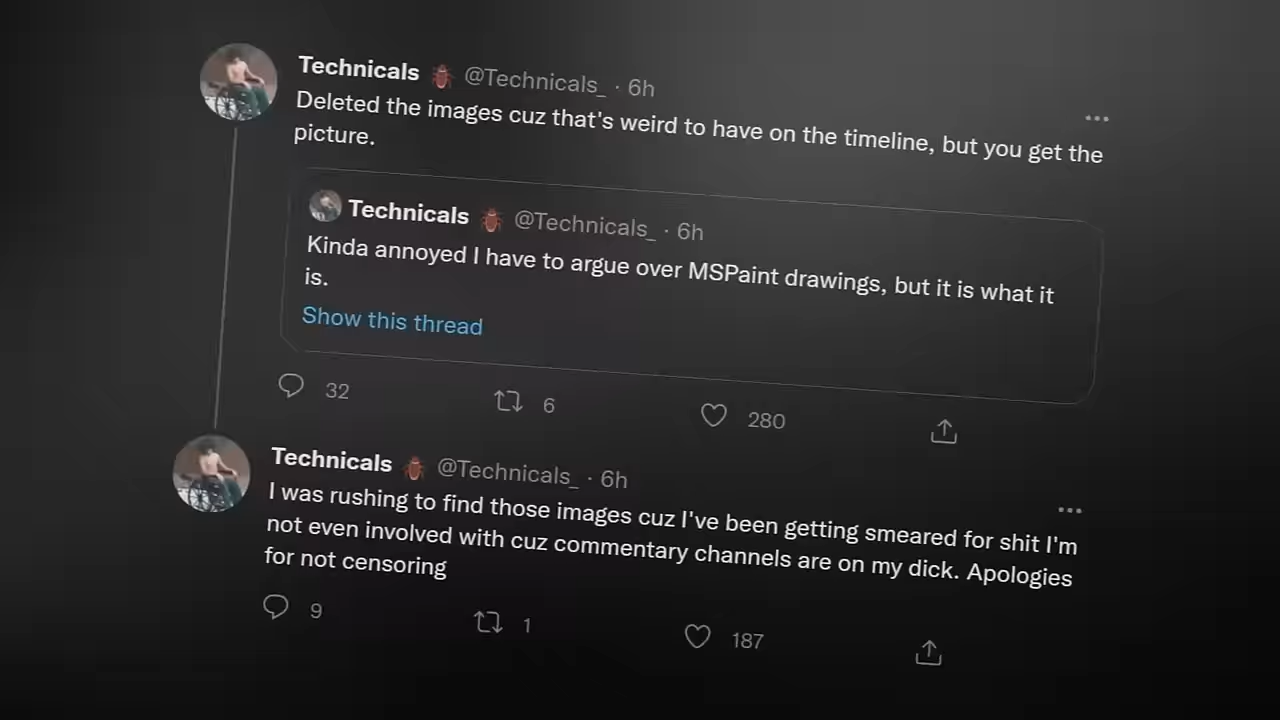 Technicals 🪳 @Technicals_ · 6h
Deleted the images cuz that's weird to have on the timeline, but you get the
picture.
Technicals 🪳 @Technicals_ · 6h
Kinda annoyed I have to argue over MSPaint drawings, but it is what it
is.
Show this thread
32 6 280
Technicals 🪳 @Technicals_ · 6h
I was rushing to find those images cuz I've been getting smeared for shit I'm
not even involved with cuz commentary channels are on my dick. Apologies
for not censoring
9 1 187